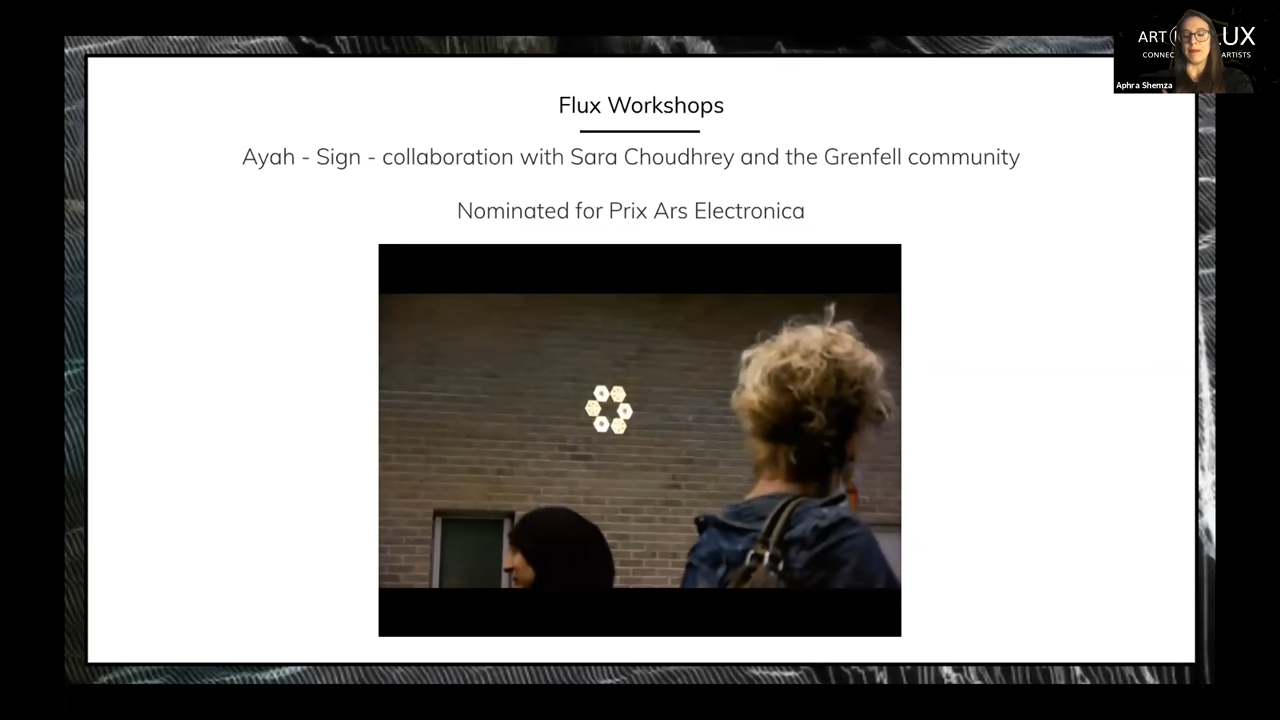 Flux Workshops
Ayah - Sign - collaboration with Sara Choudhrey and the Grenfell community
Nominated for Prix Ars Electronica
ART UX
CONNEC ARTISTS
Aphra Shemza